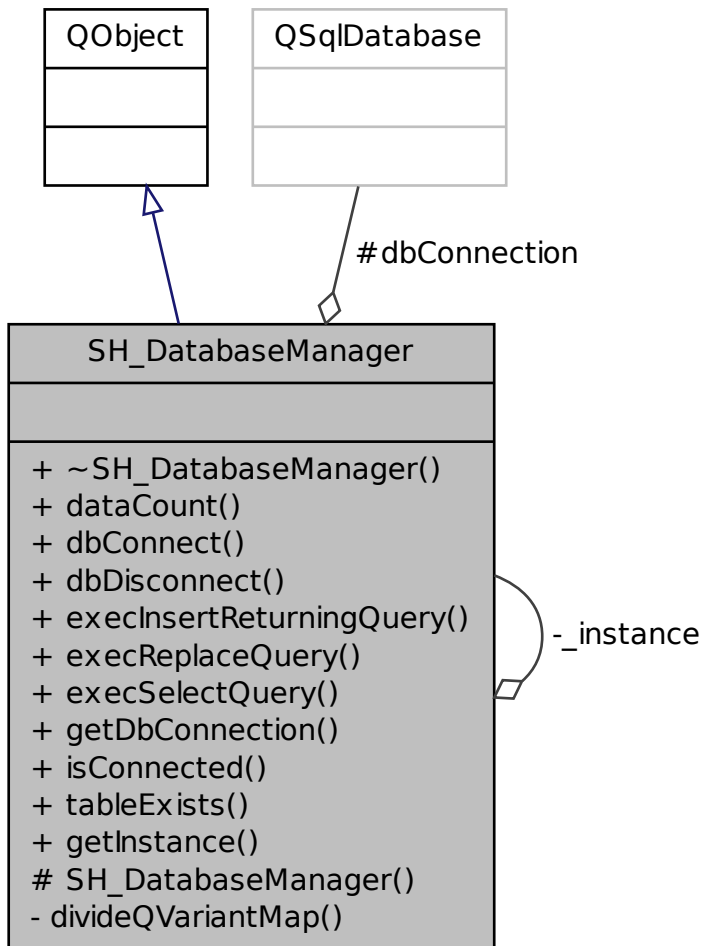 QObject
QSqlDatabase
#dbConnection
SH_DatabaseManager
+ ~SH_DatabaseManager()
+ dataCount()
+ dbConnect()
+ dbDisconnect()
+ execInsertReturningQuery()
+ execReplaceQuery()
+ execSelectQuery()
+ getDbConnection()
+ isConnected()
+ tableExists()
+ getInstance()
# SH_DatabaseManager()
- divideQVariantMap()
-_instance